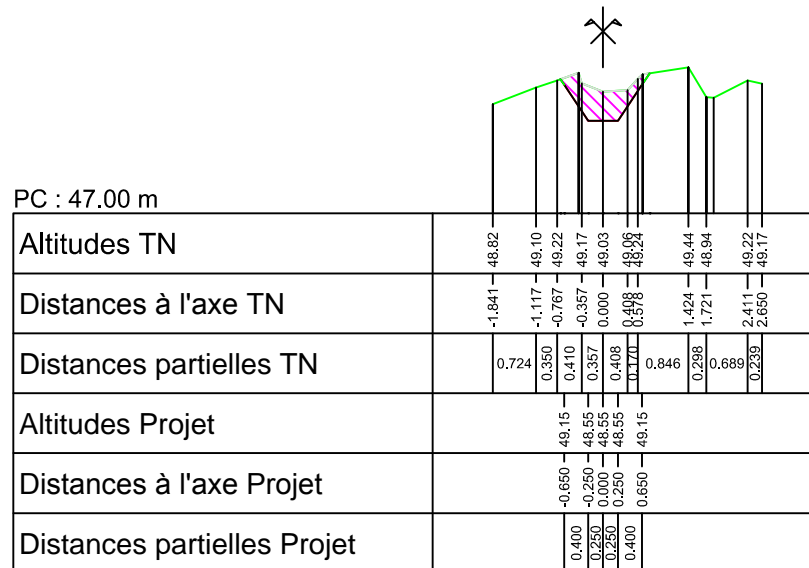 PC : 47.00 m
Altitudes TN 48.82 49.10 49.22 49.17 49.03 49.06 49.24 49.44 48.94 49.22 49.17
Distances à l'axe TN -1.841 -1.117 -0.767 -0.357 0.000 0.408 0.578 1.424 1.721 2.411 2.650
Distances partielles TN 0.724 0.350 0.410 0.357 0.408 0.170 0.846 0.298 0.689 0.239
Altitudes Projet 49.15 48.55 48.55 48.55 49.15
Distances à l'axe Projet -0.650 -0.250 0.000 0.250 0.650
Distances partielles Projet 0.400 0.250 0.250 0.400